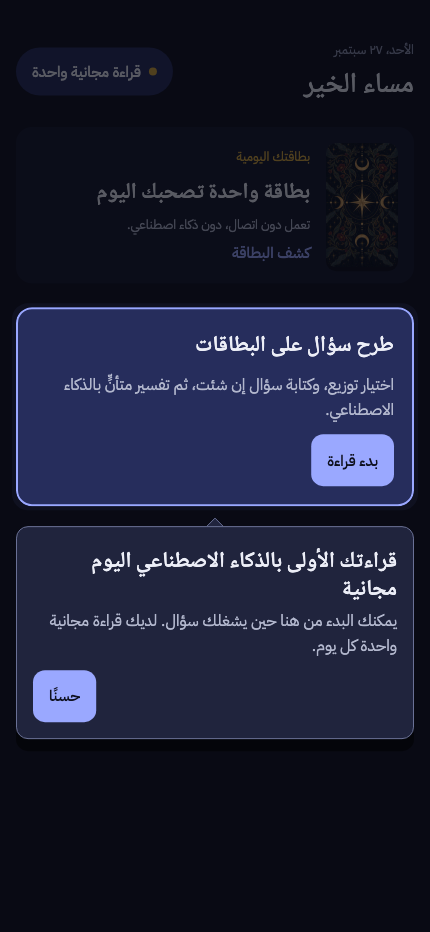 الأحد، ٢٧ سبتمبر
مساء الخير
قراءة مجانية واحدة
بطاقتك اليومية
بطاقة واحدة تصحبك اليوم
تعمل دون اتصال، دون ذكاء اصطناعي.
كشف البطاقة
طرح سؤال على البطاقات
اختيار توزيع، وكتابة سؤال إن شئت، ثم تفسير متأنٍّ بالذكاء
الاصطناعي.
بدء قراءة
قراءتك الأولى بالذكاء الاصطناعي اليوم
مجانية
يمكنك البدء من هنا حين يشغلك سؤال. لديك قراءة مجانية
واحدة كل يوم.
حسنًا